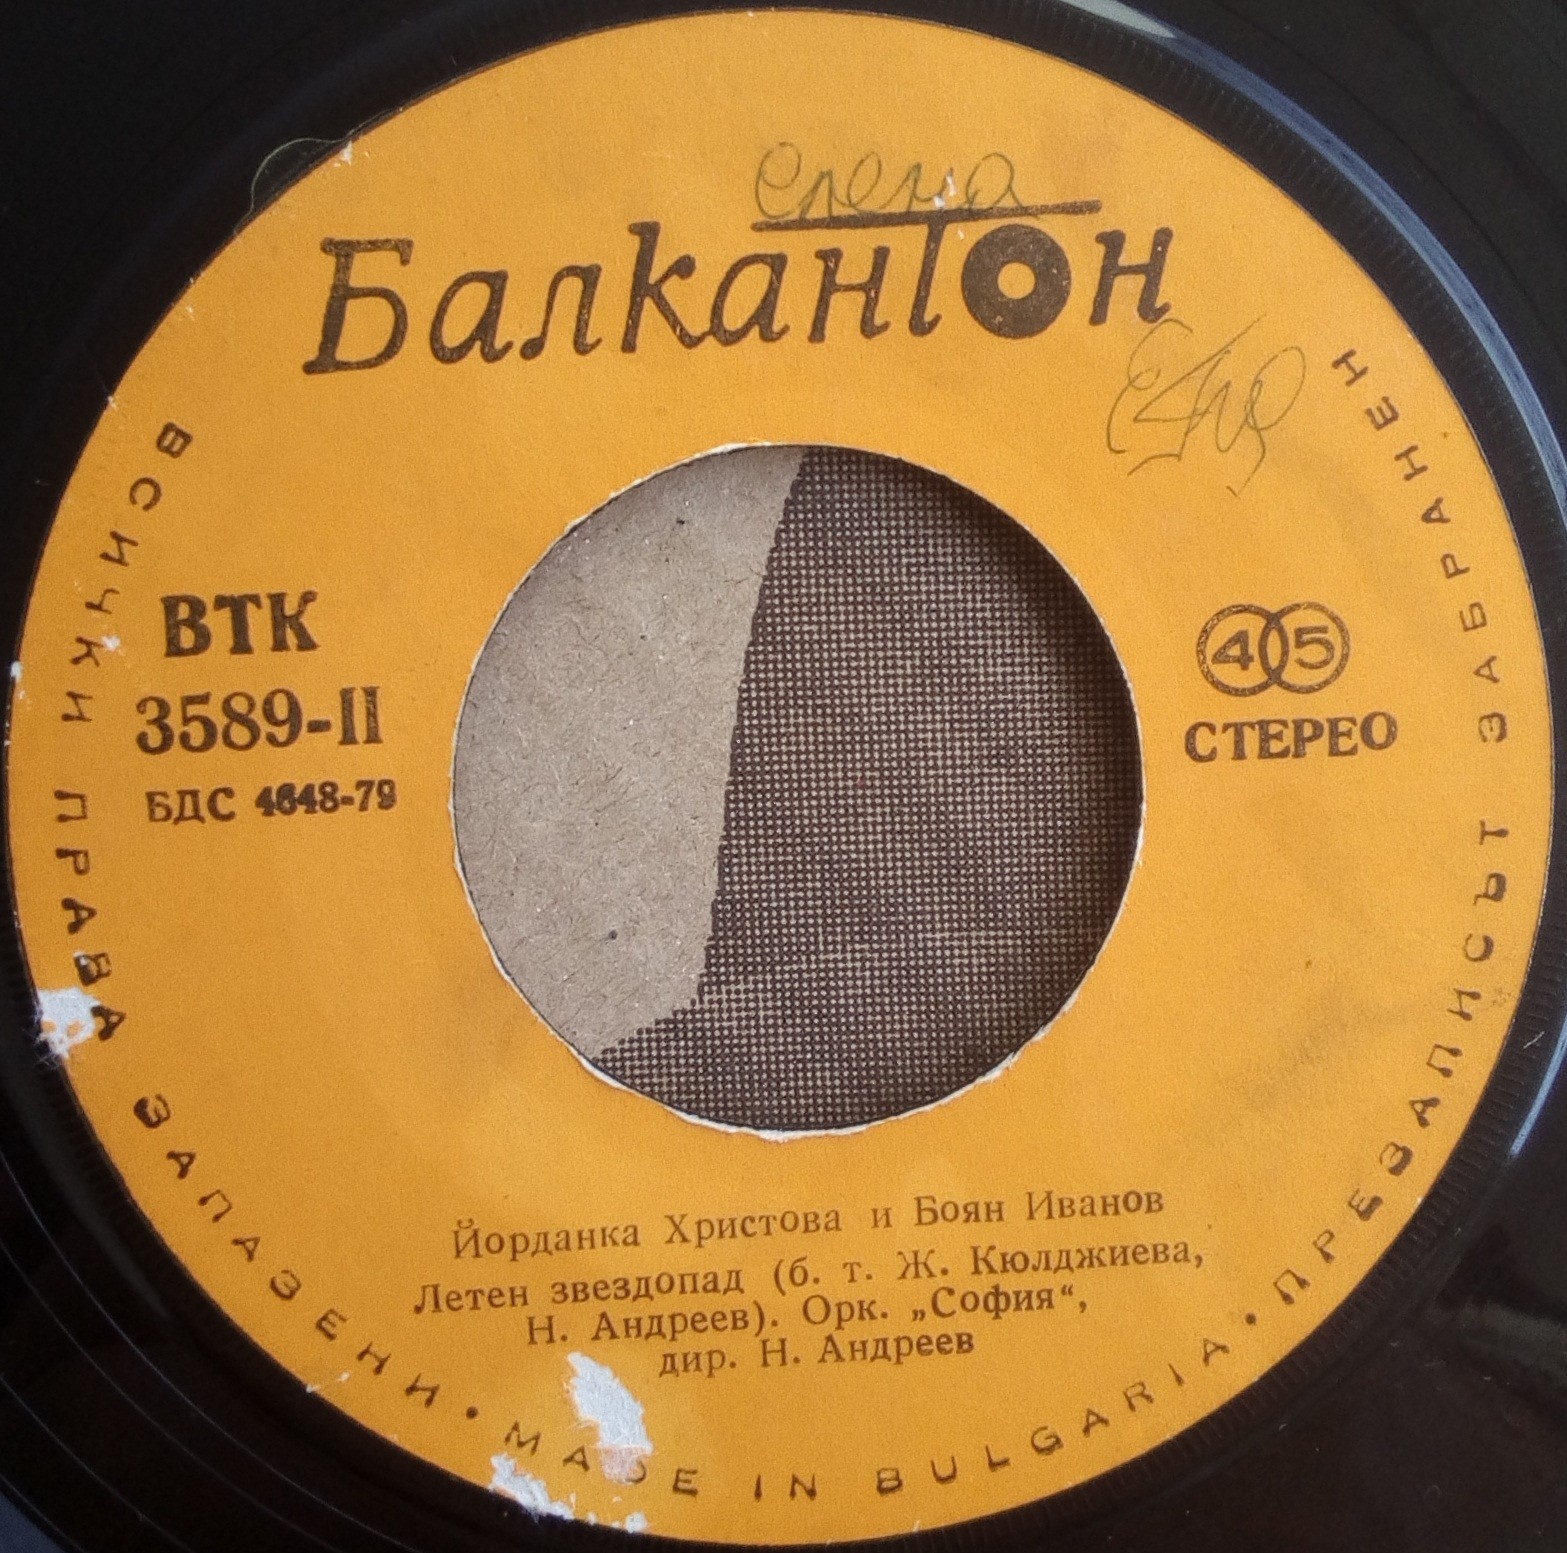 Елена
Балкантон
ВТК
3589-II
БДС 4648-79
45
СТЕРЕО
Йорданка Христова и Боян Иванов
Летен звездопад (б. т. Ж. Кюлджиева,
Н. Андреев). Орк. „София“,
дир. Н. Андреев
ВСИЧКИ ПРАВА ЗАПАЗЕНИ • MADE IN BULGARIA • ПРЕЗАПИСЪТ ЗАБРАНЕН